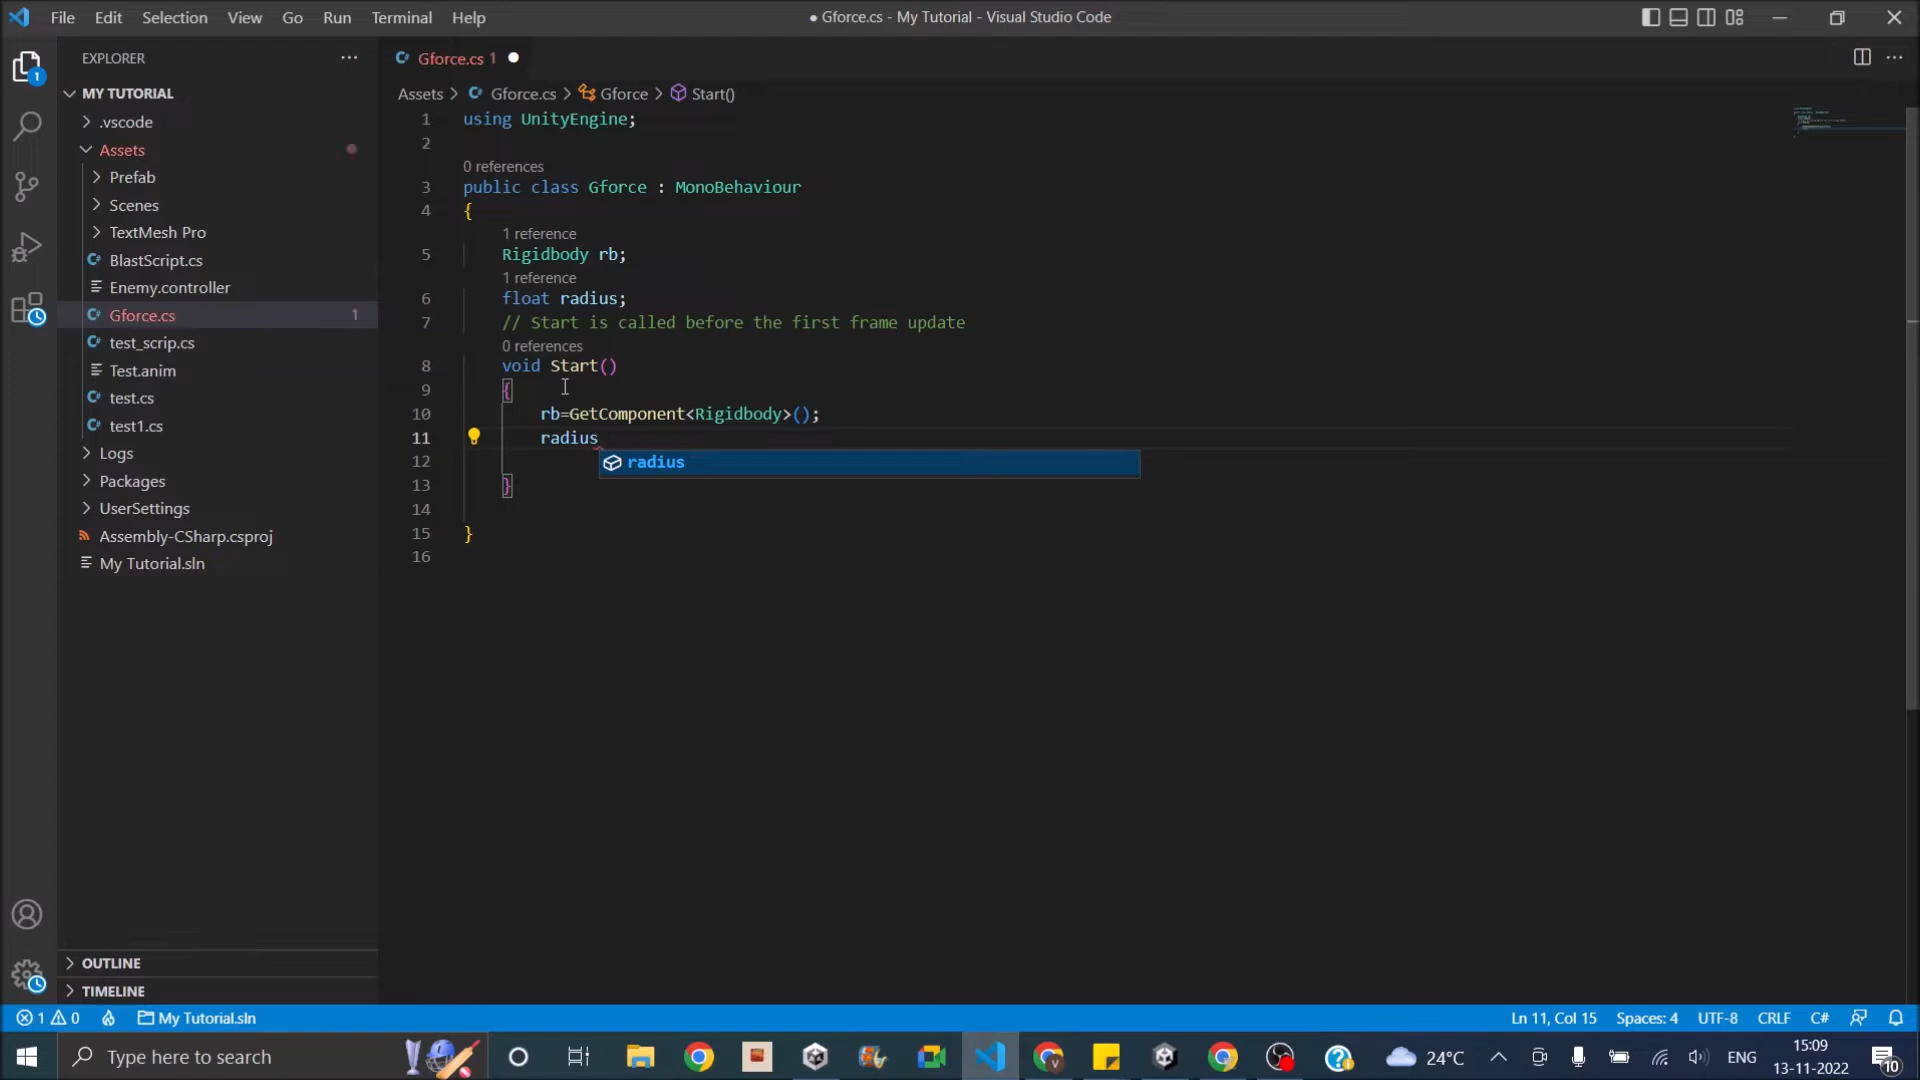 File Edit Selection View Go Run Terminal Help
● Gforce.cs - My Tutorial - Visual Studio Code
EXPLORER
Gforce.cs 1
MY TUTORIAL
Assets > Gforce.cs > Gforce > Start()
.vscode
Assets
Prefab
Scenes
TextMesh Pro
BlastScript.cs
Enemy.controller
Gforce.cs 1
test_scrip.cs
Test.anim
test.cs
test1.cs
Logs
Packages
UserSettings
Assembly-CSharp.csproj
My Tutorial.sln
OUTLINE
TIMELINE
1 using UnityEngine;
2
0 references
3 public class Gforce : MonoBehaviour
4 {
1 reference
5 Rigidbody rb;
1 reference
6 float radius;
7 // Start is called before the first frame update
0 references
8 void Start()
9 {
10 rb=GetComponent<Rigidbody>();
11 radius
12 radius
13 }
14
15 }
16
1 0 My Tutorial.sln
Ln 11, Col 15 Spaces: 4 UTF-8 CRLF C#
Type here to search
24°C ENG 15:09
13-11-2022
10
1